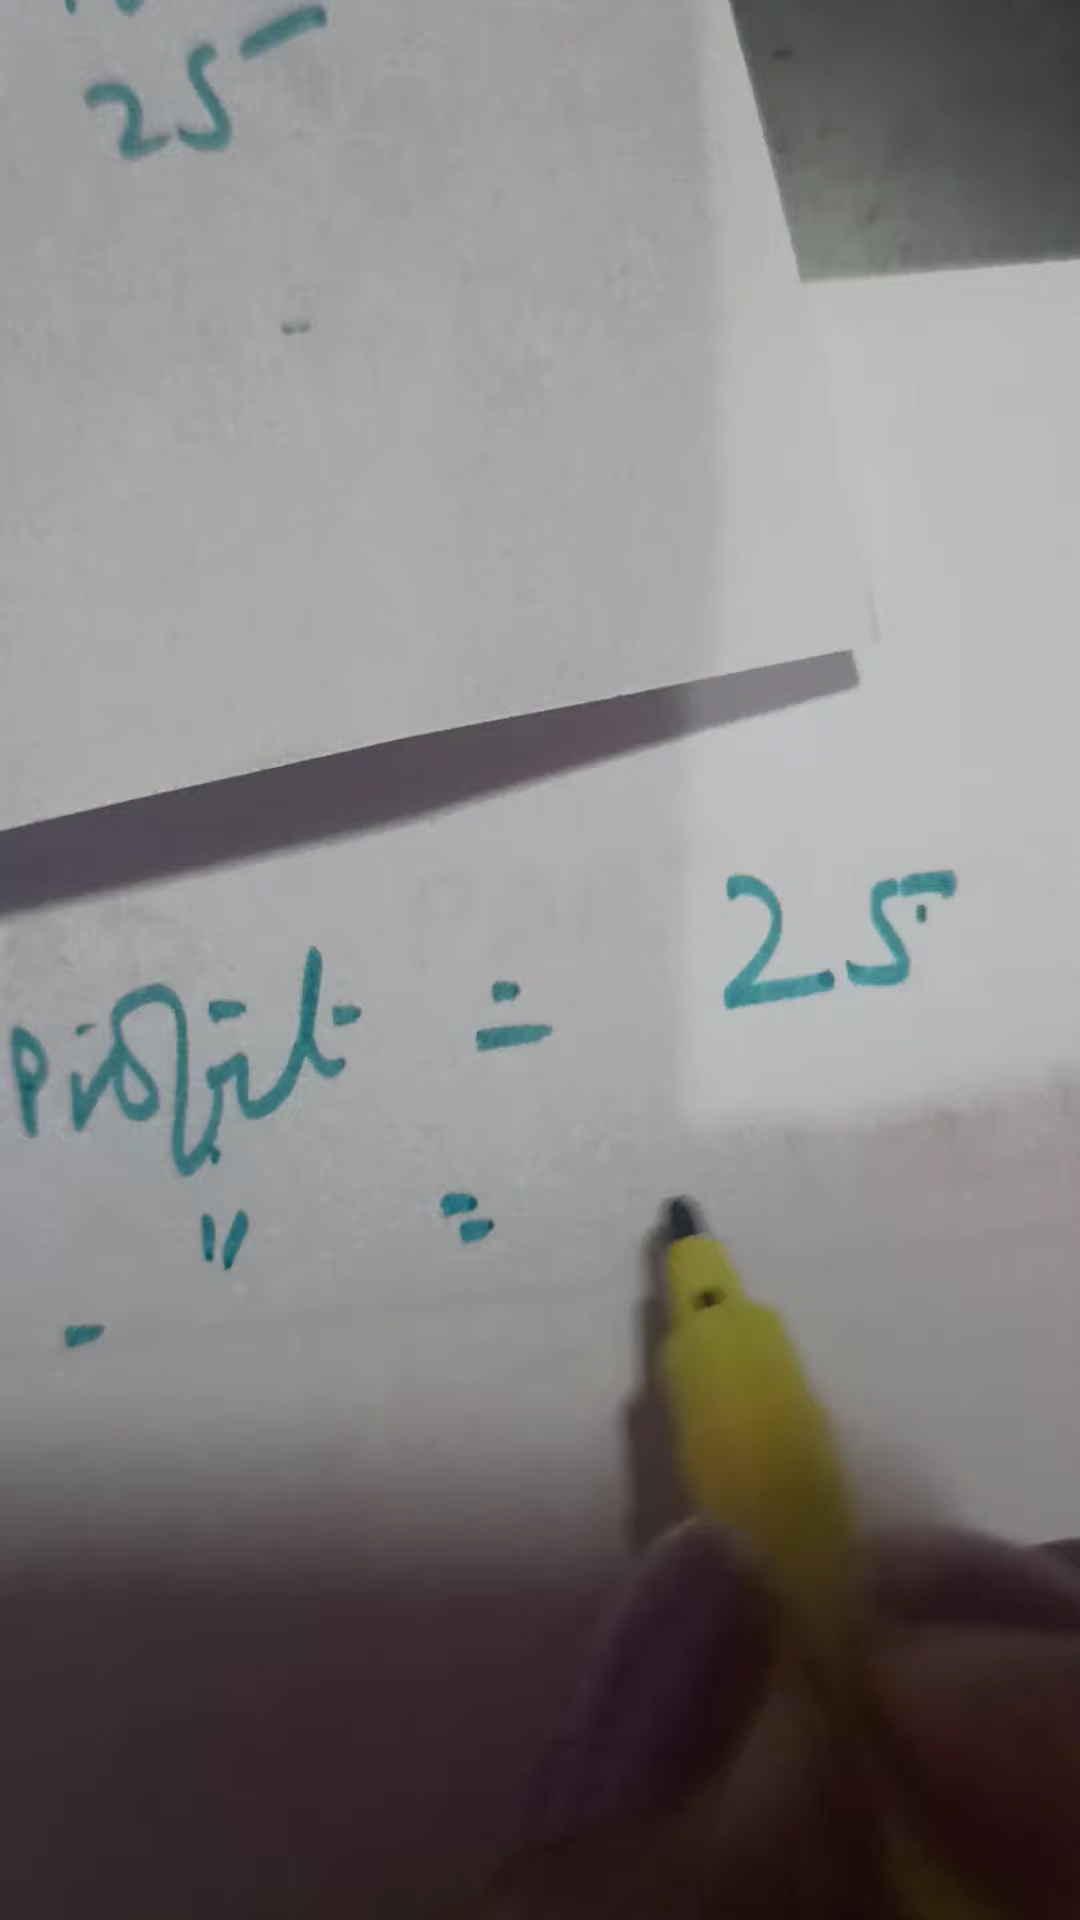 25
Profit = 25
" =
-